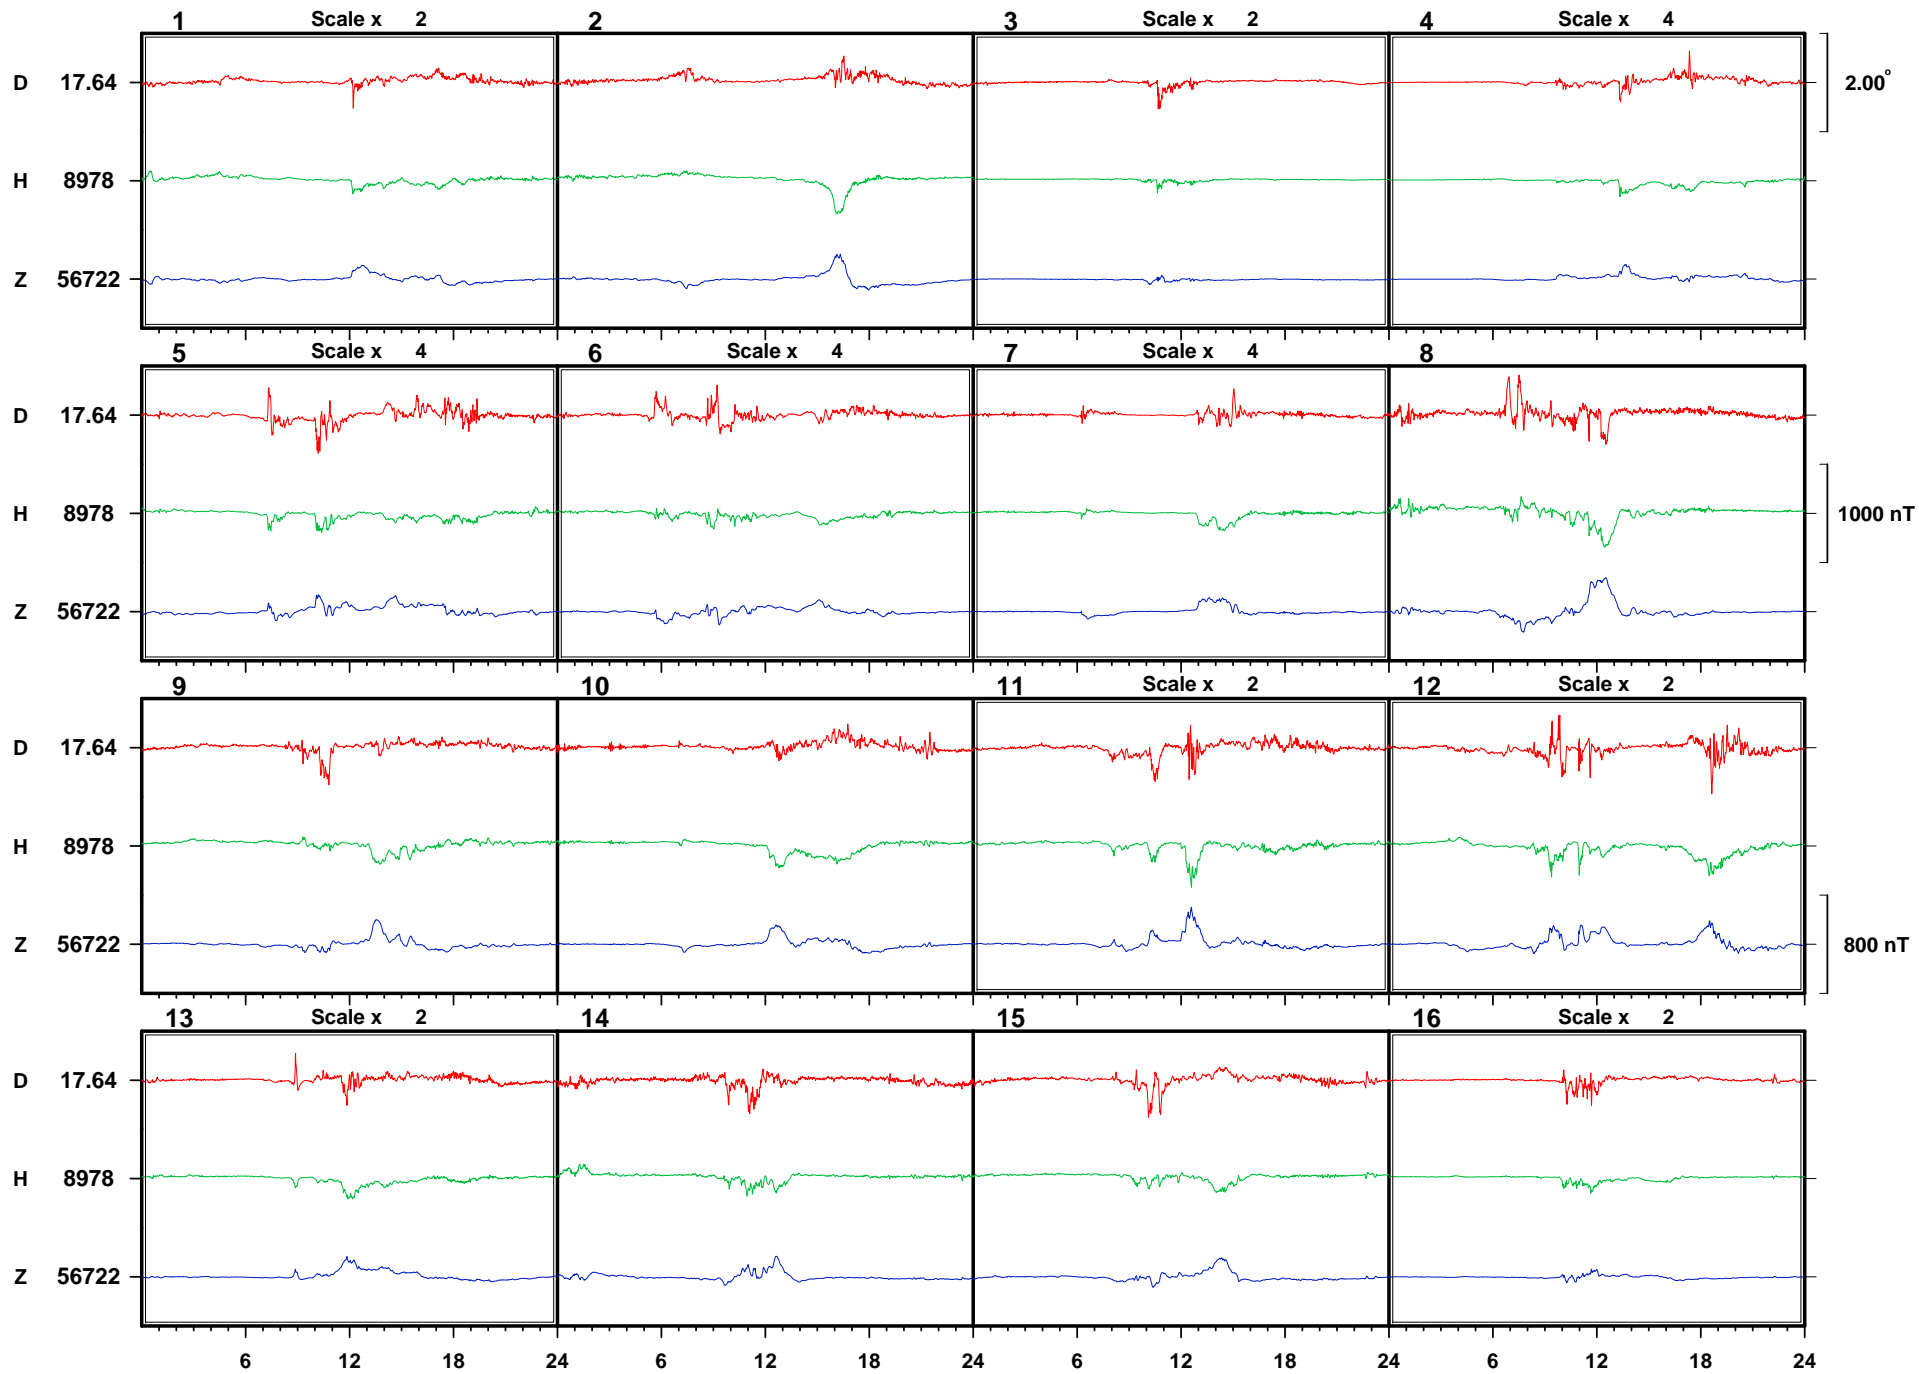 1 Scale x 2 2 3 Scale x 2 4 Scale x 4
D 17.64 2.00°
H 8978
Z 56722
5 Scale x 4 6 Scale x 4 7 Scale x 4 8
D 17.64
H 8978 1000 nT
Z 56722
9 10 11 Scale x 2 12 Scale x 2
D 17.64
H 8978
Z 56722 800 nT
13 Scale x 2 14 15 16 Scale x 2
D 17.64
H 8978
Z 56722
6 12 18 24 6 12 18 24 6 12 18 24 6 12 18 24